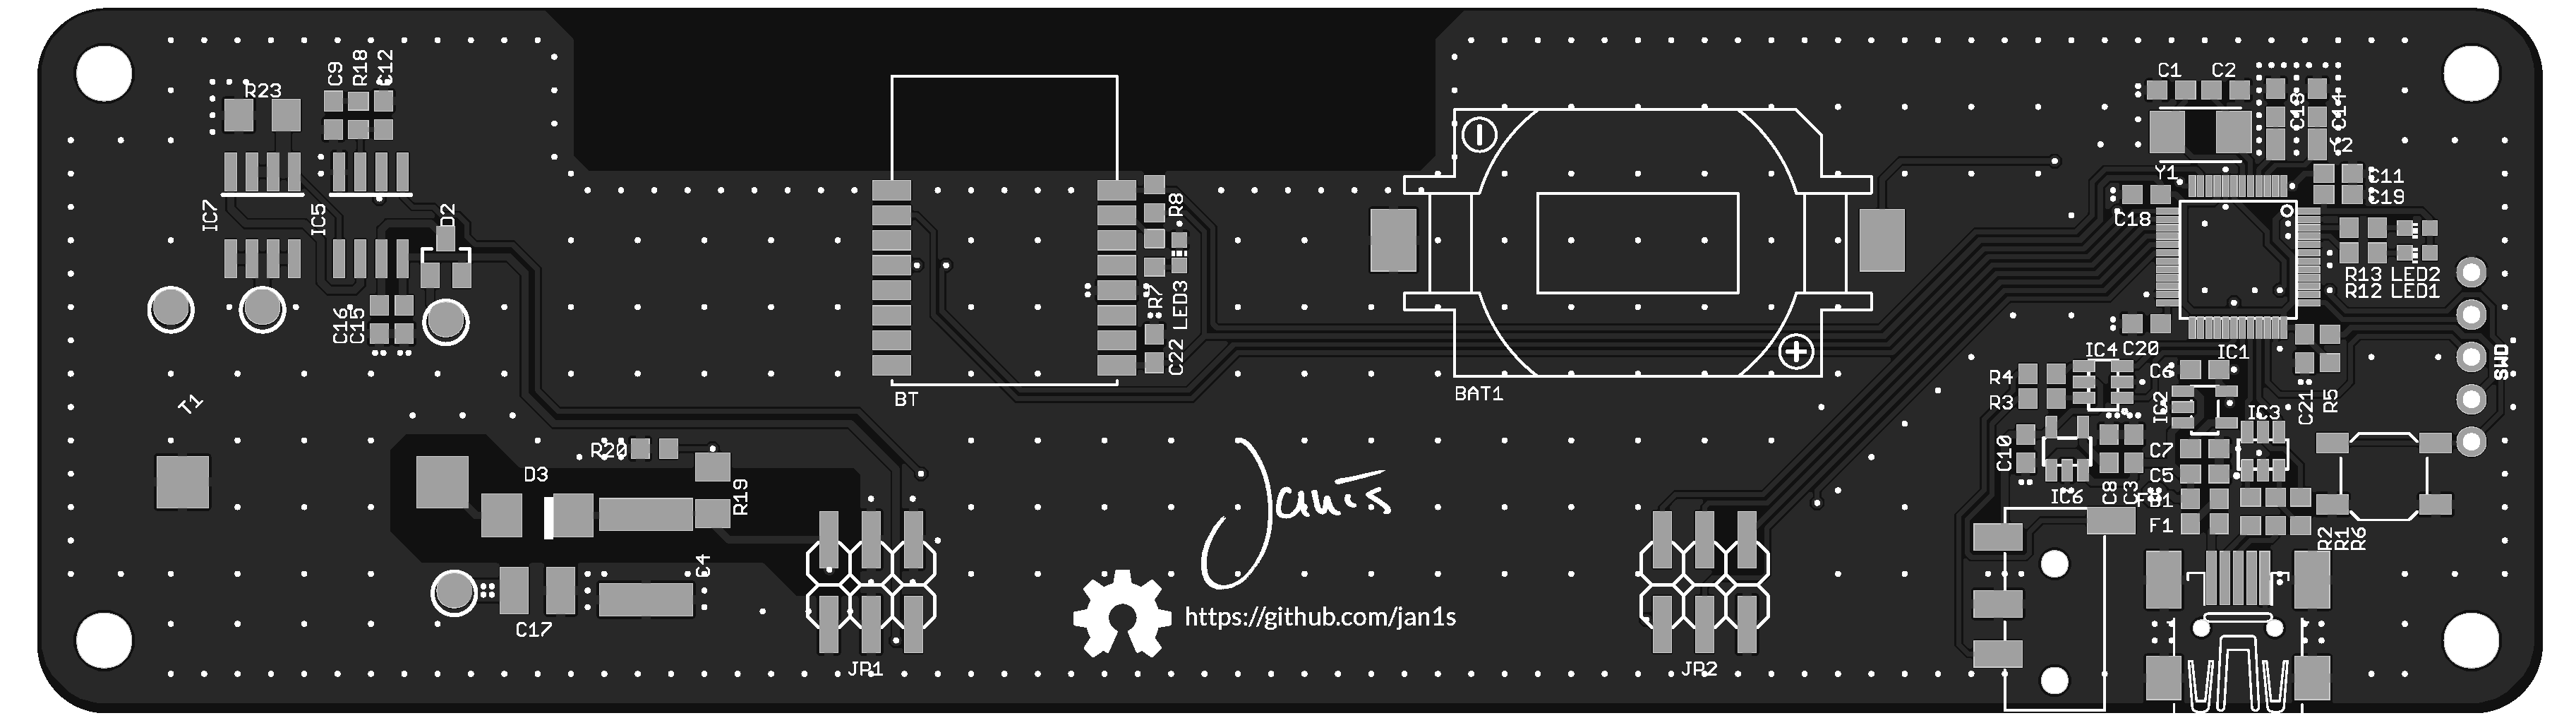 C9
R18
C12
R23
IC7
IC5
D2
C16
C15
T1
R20
D3
R19
C4
C17
JP1
BT
R8
R7
LED3
C22
Janis
https://github.com/jan1s
BAT1
JP2
C1
C2
C13
C14
Y2
Y1
C11
C19
C18
R13 LED2
R12 LED1
SWD
IC4
C20
IC1
R4
R3
C6
IC2
IC3
C21
R5
C10
C7
C5
IC6
C8
C3
FB1
F1
R2
R1
R6